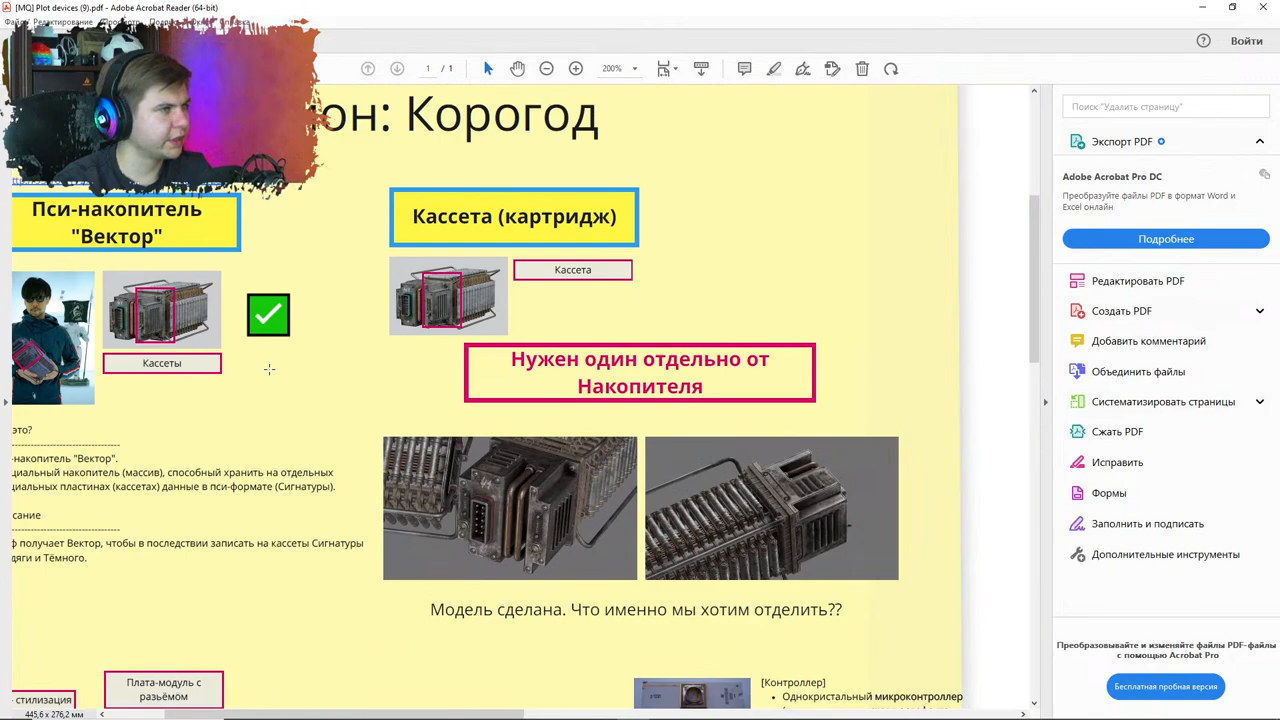 [MQ] Plot devices (9).pdf - Adobe Acrobat Reader (64-bit)
Файл Редактирование Просмотр Справка
1 / 1
200%
Войти
он: Корогод
Пси-накопитель
"Вектор"
Кассеты
Кассета (картридж)
Кассета
Нужен один отдельно от
Накопителя
это?
-накопитель "Вектор".
циальный накопитель (массив), способный хранить на отдельных
циальных пластинах (кассетах) данные в пси-формате (Сигнатуры).
сание
ф получает Вектор, чтобы в последствии записать на кассеты Сигнатуры
дяги и Тёмного.
Модель сделана. Что именно мы хотим отделить??
Плата-модуль с
разъёмом
стилизация
[Контроллер]
• Однокристальный микроконтроллер
445,6 x 276,2 мм
Поиск "Удалить страницу"
Экспорт PDF
Adobe Acrobat Pro DC
Преобразуйте файлы PDF в формат Word и
Excel онлайн
Подробнее
Редактировать PDF
Создать PDF
Добавить комментарий
Объединить файлы
Систематизировать страницы
Сжать PDF
Исправить
Формы
Заполнить и подписать
Дополнительные инструменты
Преобразовывайте и изменяйте файлы PDF-файлы
с помощью Acrobat Pro
Бесплатная пробная версия